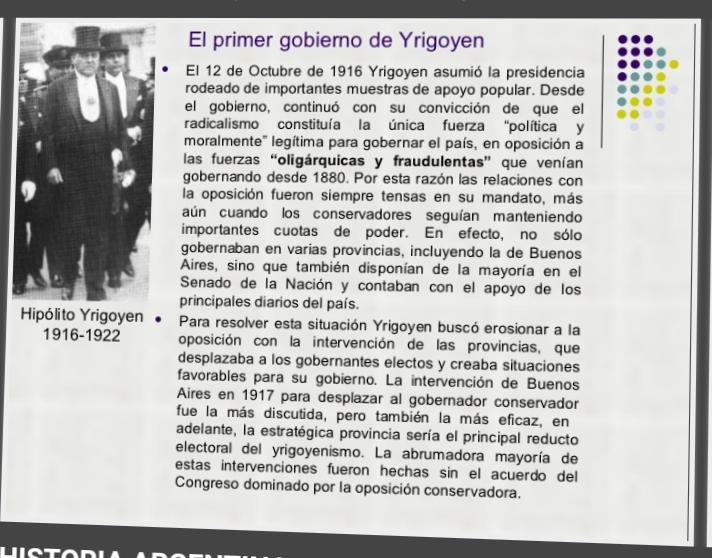 El primer gobierno de Yrigoyen
• El 12 de Octubre de 1916 Yrigoyen asumió la presidencia
rodeado de importantes muestras de apoyo popular. Desde
el gobierno, continuó con su convicción de que el
radicalismo constituía la única fuerza “política y
moralmente” legítima para gobernar el país, en oposición a
las fuerzas “oligárquicas y fraudulentas” que venían
gobernando desde 1880. Por esta razón las relaciones con
la oposición fueron siempre tensas en su mandato, más
aún cuando los conservadores seguían manteniendo
importantes cuotas de poder. En efecto, no sólo
gobernaban en varias provincias, incluyendo la de Buenos
Aires, sino que también disponían de la mayoría en el
Senado de la Nación y contaban con el apoyo de los
principales diarios del país.
Hipólito Yrigoyen
1916-1922
• Para resolver esta situación Yrigoyen buscó erosionar a la
oposición con la intervención de las provincias, que
desplazaba a los gobernantes electos y creaba situaciones
favorables para su gobierno. La intervención de Buenos
Aires en 1917 para desplazar al gobernador conservador
fue la más discutida, pero también la más eficaz, en
adelante, la estratégica provincia sería el principal reducto
electoral del yrigoyenismo. La abrumadora mayoría de
estas intervenciones fueron hechas sin el acuerdo del
Congreso dominado por la oposición conservadora.
HISTORIA